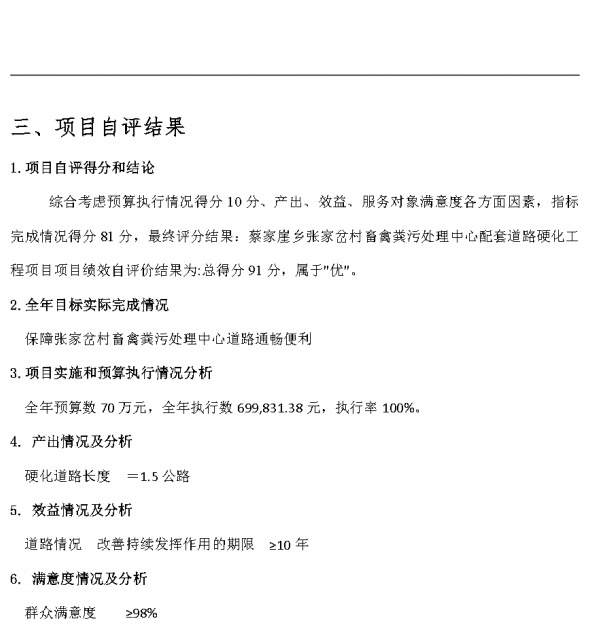 三、项目自评结果
1. 项目自评得分和结论
综合考虑预算执行情况得分 10 分、产出、效益、服务对象满意度各方面因素，指标
完成情况得分 81 分，最终评分结果：蔡家崖乡张家岔村畜禽粪污处理中心配套道路硬化工
程项目项目绩效自评价结果为:总得分 91 分，属于"优"。
2. 全年目标实际完成情况
保障张家岔村畜禽粪污处理中心道路通畅便利
3. 项目实施和预算执行情况分析
全年预算数 70 万元，全年执行数 699,831.38 元，执行率 100%。
4. 产出情况及分析
硬化道路长度 =1.5 公路
5. 效益情况及分析
道路情况 改善持续发挥作用的期限 ≥10 年
6. 满意度情况及分析
群众满意度 ≥98%